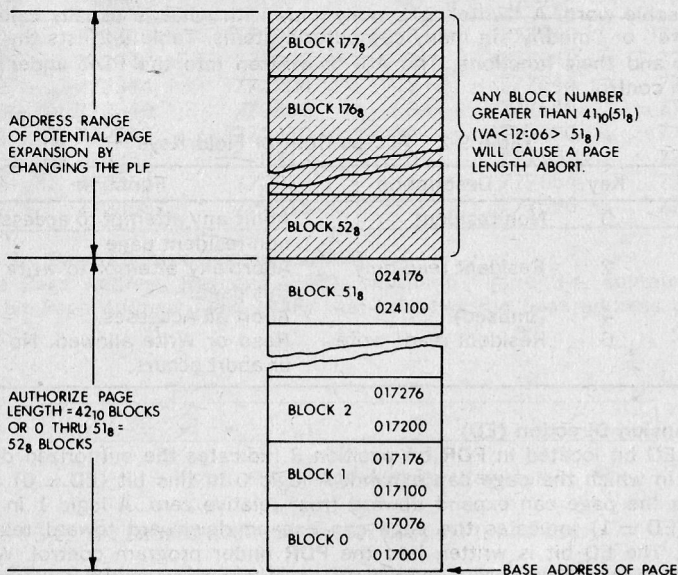 BLOCK 177₈
BLOCK 176₈
ADDRESS RANGE
OF POTENTIAL PAGE
EXPANSION BY
CHANGING THE PLF
ANY BLOCK NUMBER
GREATER THAN 41₁₀(51₈)
(VA<12:06> 51₈)
WILL CAUSE A PAGE
LENGTH ABORT.
BLOCK 52₈
BLOCK 51₈
024176
024100
AUTHORIZE PAGE
LENGTH = 42₁₀ BLOCKS
OR 0 THRU 51₈ =
52₈ BLOCKS
BLOCK 2
017276
017200
BLOCK 1
017176
017100
BLOCK 0
017076
017000
BASE ADDRESS OF PAGE